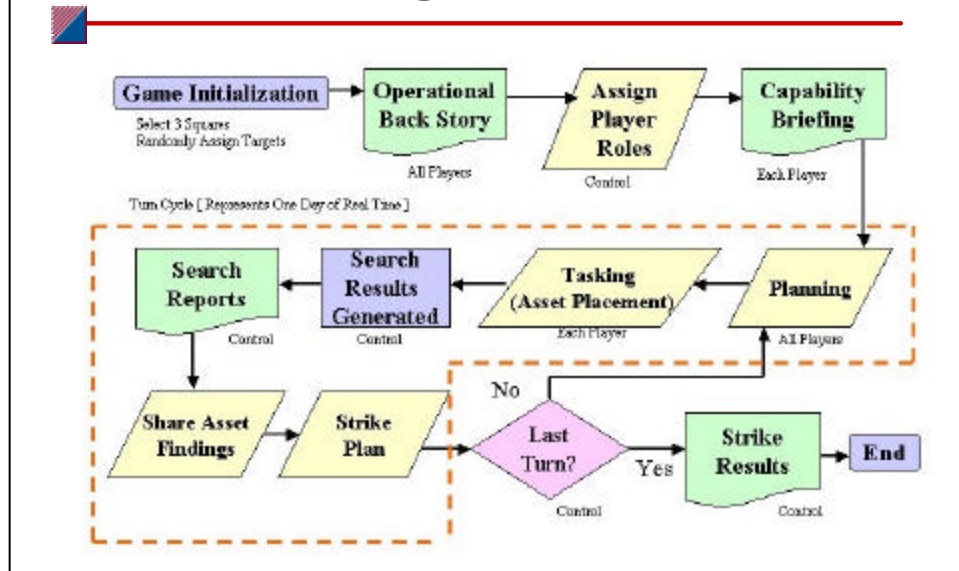 Game Initialization
Select 3 Squares
Randomly Assign Targets
Operational
Back Story
All Players
Assign
Player
Roles
Control
Capability
Briefing
Each Player
Turn Cycle [ Represents One Day of Real Time ]
Planning
All Players
Tasking
(Asset Placement)
Each Player
Search
Results
Generated
Control
Search
Reports
Control
Share Asset
Findings
Strike
Plan
Last
Turn?
Control
No
Yes
Strike
Results
Control
End